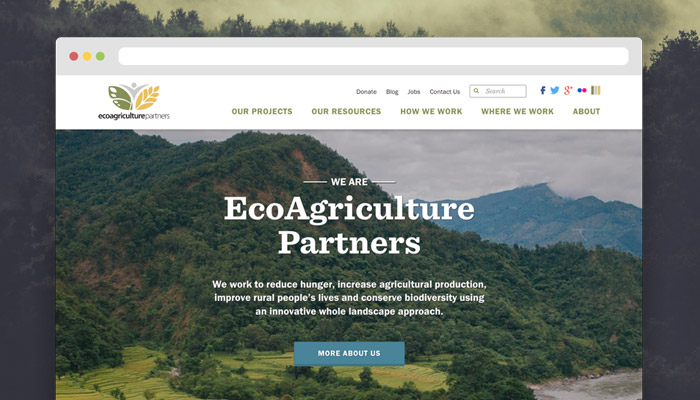 Donate Blog Jobs Contact Us Search
ecoagriculturepartners
OUR PROJECTS OUR RESOURCES HOW WE WORK WHERE WE WORK ABOUT
WE ARE
EcoAgriculture
Partners
We work to reduce hunger, increase agricultural production,
improve rural people's lives and conserve biodiversity using
an innovative whole landscape approach.
MORE ABOUT US